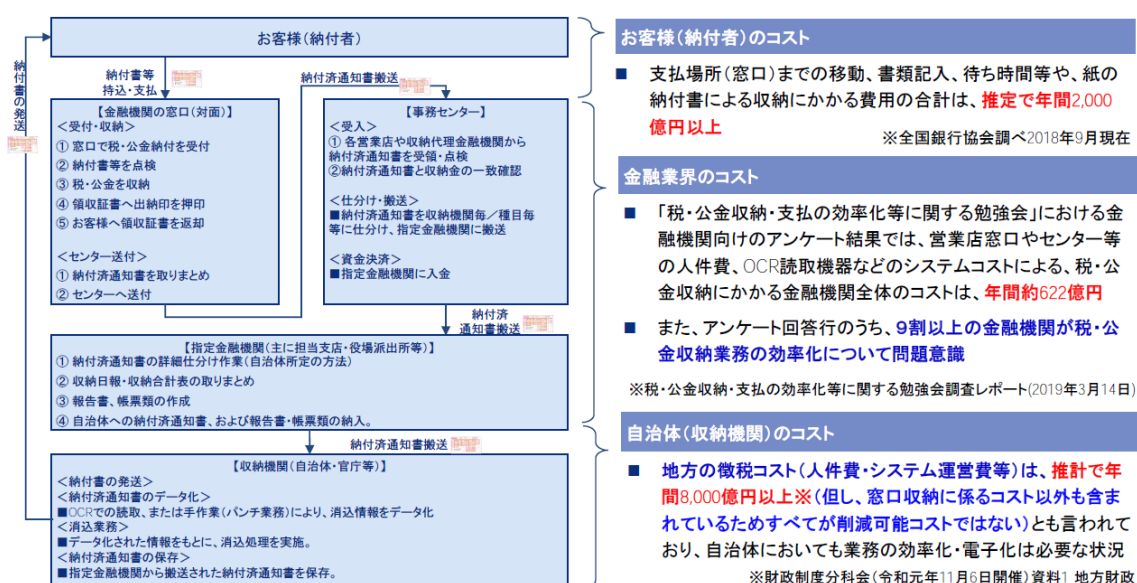 お客様(納付者)
納付書の発送
納付書等
持込・支払
納付済通知書搬送
【金融機関の窓口(対面)】
<受付・収納>
① 窓口で税・公金納付を受付
② 納付書等を点検
③ 税・公金を収納
④ 領収証書へ出納印を押印
⑤ お客様へ領収証書を返却
<センター送付>
① 納付済通知書を取りまとめ
② センターへ送付
【事務センター】
<受入>
① 各営業店や収納代理金融機関から
納付済通知書を受領・点検
②納付済通知書と収納金の一致確認
<仕分け・搬送>
■納付済通知書を収納機関毎/種目毎
等に仕分け、指定金融機関に搬送
<資金決済>
■指定金融機関に入金
納付済
通知書搬送
【指定金融機関(主に担当支店・役場派出所等)】
① 納付済通知書の詳細仕分け作業(自治体所定の方法)
② 収納日報・収納合計表の取りまとめ
③ 報告書、帳票類の作成
④ 自治体への納付済通知書、および報告書・帳票類の納入。
納付済通知書搬送
【収納機関(自治体・官庁等)】
<納付書の発送>
<納付済通知書のデータ化>
■OCRでの読取、または手作業(パンチ業務)により、消込情報をデータ化
<消込業務>
■データ化された情報をもとに、消込処理を実施。
<納付済通知書の保存>
■指定金融機関から搬送された納付済通知書を保存。
お客様(納付者)のコスト
■ 支払場所(窓口)までの移動、書類記入、待ち時間等や、紙の
納付書による収納にかかる費用の合計は、推定で年間2,000
億円以上
※全国銀行協会調べ2018年9月現在
金融業界のコスト
■ 「税・公金収納・支払の効率化等に関する勉強会」における金
融機関向けのアンケート結果では、営業店窓口やセンター等
の人件費、OCR読取機器などのシステムコストによる、税・公
金収納にかかる金融機関全体のコストは、年間約622億円
■ また、アンケート回答行のうち、9割以上の金融機関が税・公
金収納業務の効率化について問題意識
※税・公金収納・支払の効率化等に関する勉強会調査レポート(2019年3月14日)
自治体(収納機関)のコスト
■ 地方の徴税コスト(人件費・システム運営費等)は、推計で年
間8,000億円以上※(但し、窓口収納に係るコスト以外も含ま
れているためすべてが削減可能コストではない)とも言われて
おり、自治体においても業務の効率化・電子化は必要な状況
※財政制度分科会(令和元年11月6日開催)資料1 地方財政